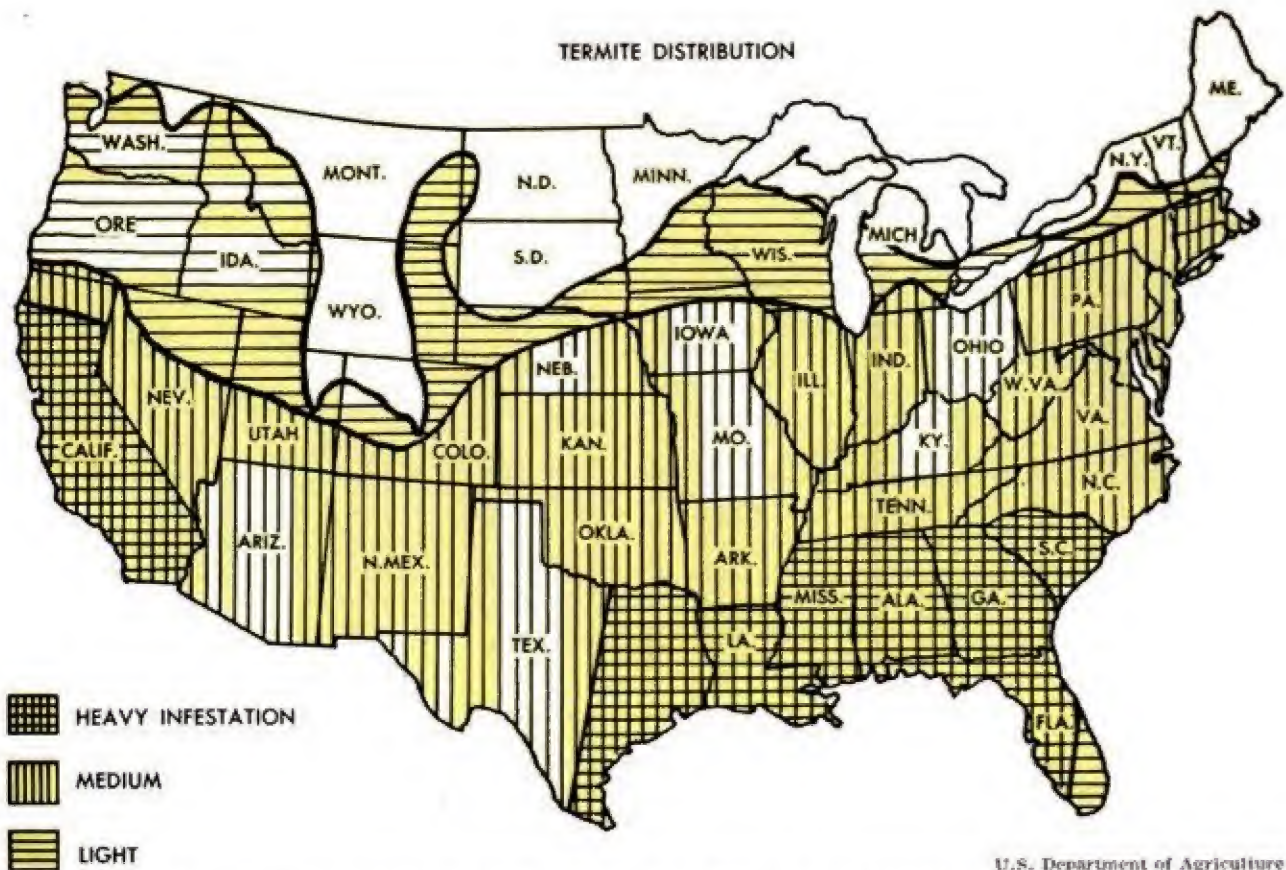 TERMITE DISTRIBUTION
ME.
WASH.
MONT.
N.D.
MINN.
N.Y.
VT.
ORE
IDA.
S.D.
WIS.
MICH
WYO.
IOWA
PA.
NEB.
ILL.
IND.
OHIO
W.VA.
NEV.
UTAH
COLO.
KAN.
MO.
KY.
VA.
CALIF.
N.C.
TENN.
ARIZ.
N.MEX.
OKLA.
ARK.
S.C.
MISS.
ALA.
GA.
TEX.
LA.
FLA.
HEAVY INFESTATION
MEDIUM
LIGHT
U.S. Department of Agriculture